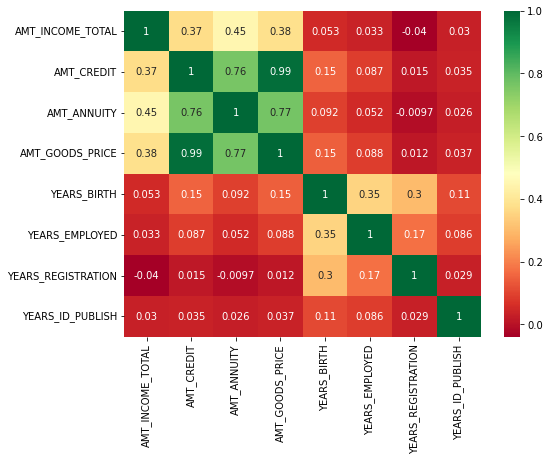 AMT_INCOME_TOTAL 1 0.37 0.45 0.38 0.053 0.033 -0.04 0.03
AMT_CREDIT 0.37 1 0.76 0.99 0.15 0.087 0.015 0.035
AMT_ANNUITY 0.45 0.76 1 0.77 0.092 0.052 -0.0097 0.026
AMT_GOODS_PRICE 0.38 0.99 0.77 1 0.15 0.088 0.012 0.037
YEARS_BIRTH 0.053 0.15 0.092 0.15 1 0.35 0.3 0.11
YEARS_EMPLOYED 0.033 0.087 0.052 0.088 0.35 1 0.17 0.086
YEARS_REGISTRATION -0.04 0.015 -0.0097 0.012 0.3 0.17 1 0.029
YEARS_ID_PUBLISH 0.03 0.035 0.026 0.037 0.11 0.086 0.029 1
AMT_INCOME_TOTAL
AMT_CREDIT
AMT_ANNUITY
AMT_GOODS_PRICE
YEARS_BIRTH
YEARS_EMPLOYED
YEARS_REGISTRATION
YEARS_ID_PUBLISH
1.0
0.8
0.6
0.4
0.2
0.0